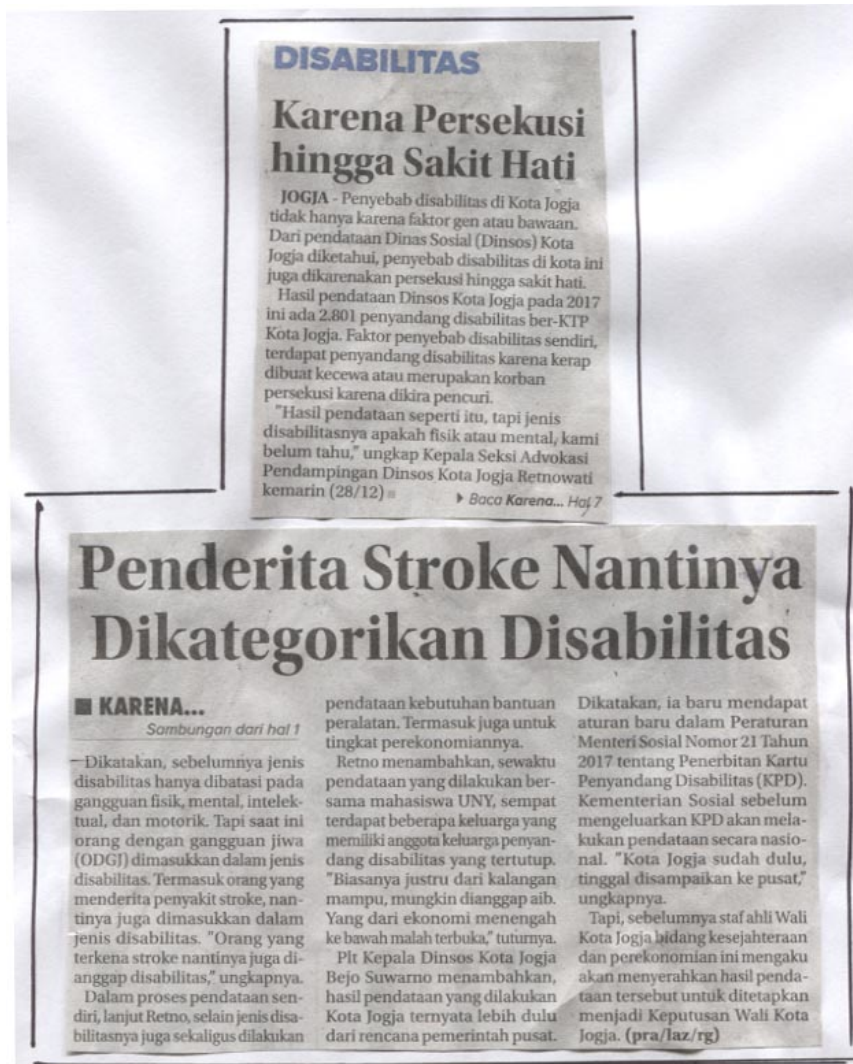 DISABILITAS
Karena Persekusi
hingga Sakit Hati
JOGJA - Penyebab disabilitas di Kota Jogja
tidak hanya karena faktor gen atau bawaan.
Dari pendataan Dinas Sosial (Dinsos) Kota
Jogja diketahui, penyebab disabilitas di kota ini
juga dikarenakan persekusi hingga sakit hati.
Hasil pendataan Dinsos Kota Jogja pada 2017
ini ada 2.801 penyandang disabilitas ber-KTP
Kota Jogja. Faktor penyebab disabilitas sendiri,
terdapat penyandang disabilitas karena kerap
dibuat kecewa atau merupakan korban
persekusi karena dikira pencuri.
"Hasil pendataan seperti itu, tapi jenis
disabilitasnya apakah fisik atau mental, kami
belum tahu," ungkap Kepala Seksi Advokasi
Pendampingan Dinsos Kota Jogja Retnowati
kemarin (28/12)
Baca Karena... Hal 7
Penderita Stroke Nantinya
Dikategorikan Disabilitas
KARENA...
Sambungan dari hal 1
Dikatakan, sebelumnya jenis
disabilitas hanya dibatasi pada
gangguan fisik, mental, intelek-
tual, dan motorik. Tapi saat ini
orang dengan gangguan jiwa
(ODGJ) dimasukkan dalam jenis
disabilitas. Termasuk orang yang
menderita penyakit stroke, nan-
tinya juga dimasukkan dalam
jenis disabilitas. "Orang yang
terkena stroke nantinya juga di-
anggap disabilitas," ungkapnya.
Dalam proses pendataan sen-
diri, lanjut Retno, selain jenis disa-
bilitasnya juga sekaligus dilakukan
pendataan kebutuhan bantuan
peralatan. Termasuk juga untuk
tingkat perekonomiannya.
Retno menambahkan, sewaktu
pendataan yang dilakukan ber-
sama mahasiswa UNY, sempat
terdapat beberapa keluarga yang
memiliki anggota keluarga penyan-
dang disabilitas yang tertutup.
"Biasanya justru dari kalangan
mampu, mungkin dianggap aib.
Yang dari ekonomi menengah
ke bawah malah terbuka," tuturnya.
Plt Kepala Dinsos Kota Jogja
Bejo Suwarno menambahkan,
hasil pendataan yang dilakukan
Kota Jogja ternyata lebih dulu
dari rencana pemerintah pusat.
Dikatakan, ia baru mendapat
aturan baru dalam Peraturan
Menteri Sosial Nomor 21 Tahun
2017 tentang Penerbitan Kartu
Penyandang Disabilitas (KPD).
Kementerian Sosial sebelum
mengeluarkan KPD akan mela-
kukan pendataan secara nasio-
nal. "Kota Jogja sudah dulu,
tinggal disampaikan ke pusat,"
ungkapnya.
Tapi, sebelumnya staf ahli Wali
Kota Jogja bidang kesejahteraan
dan perekonomian ini mengaku
akan menyerahkan hasil penda-
taan tersebut untuk ditetapkan
menjadi Keputusan Wali Kota
Jogja. (pra/laz/rg)